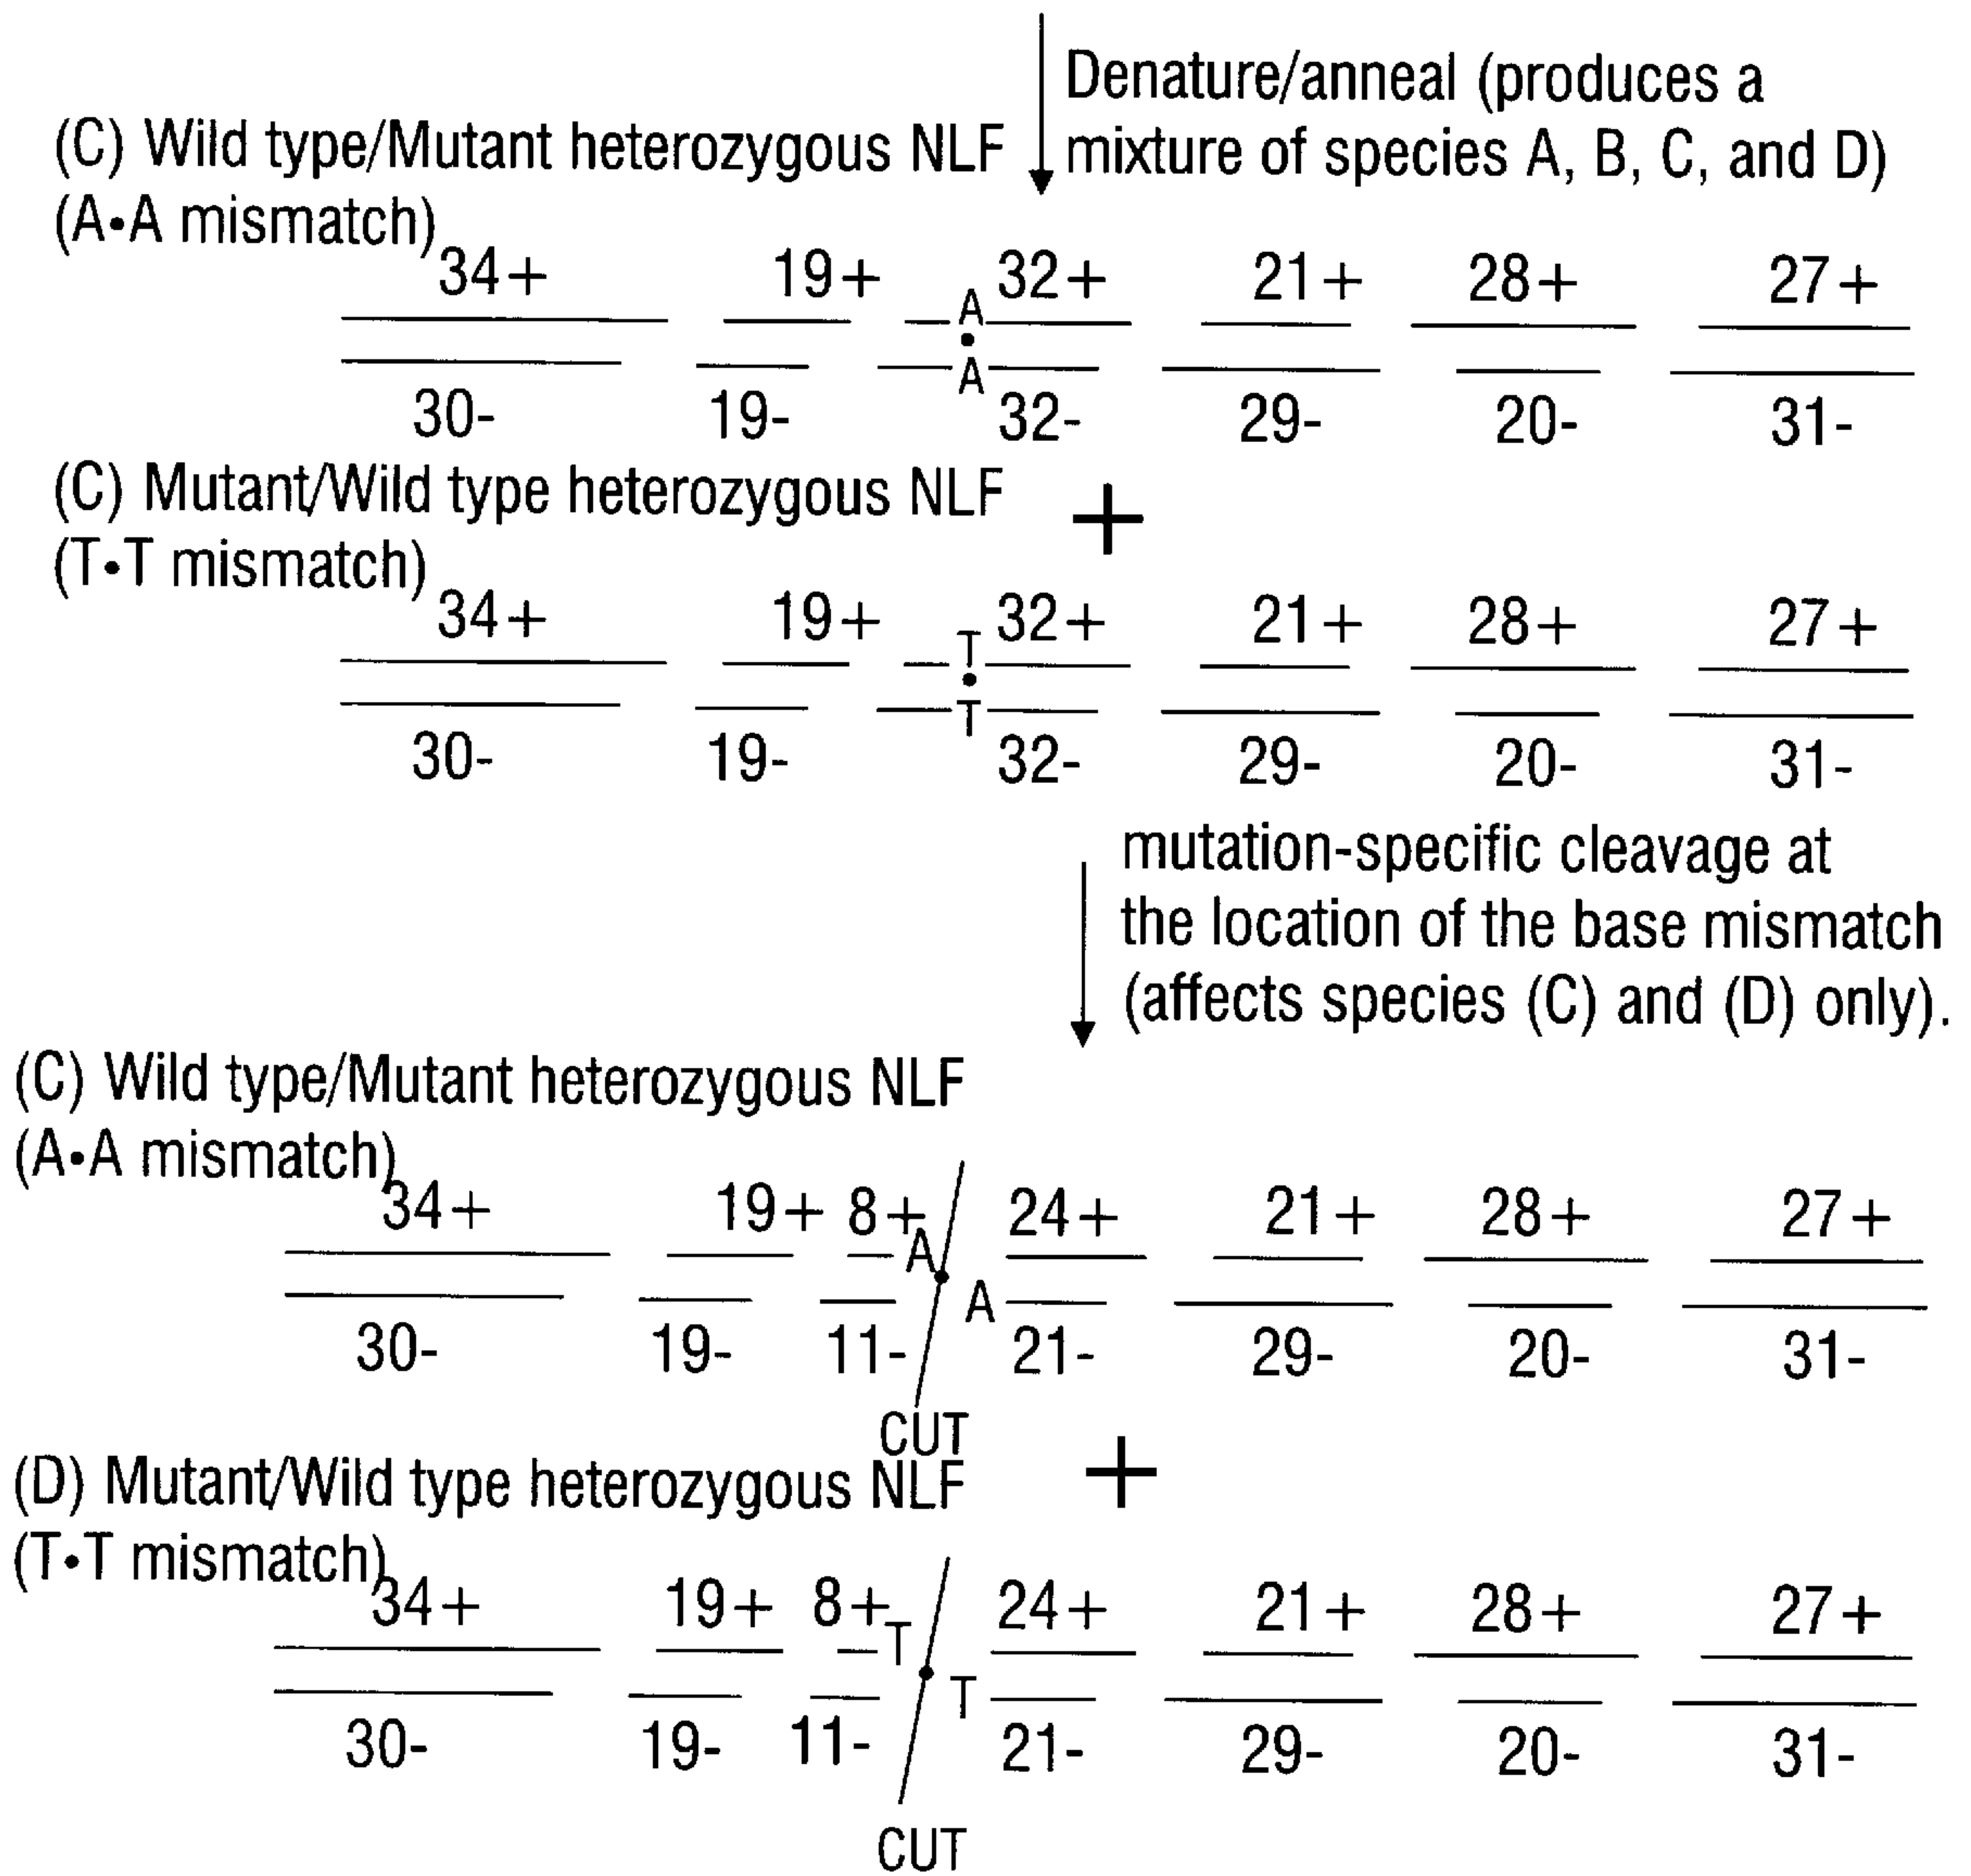 Denature/anneal (produces a
mixture of species A, B, C, and D)
(C) Wild type/Mutant heterozygous NLF
(A•A mismatch)
34+ 19+ 32+ 21+ 28+ 27+
A
•
A
30- 19- 32- 29- 20- 31-
(C) Mutant/Wild type heterozygous NLF
+
(T•T mismatch)
34+ 19+ 32+ 21+ 28+ 27+
T
•
T
30- 19- 32- 29- 20- 31-
mutation-specific cleavage at
the location of the base mismatch
(affects species (C) and (D) only).
(C) Wild type/Mutant heterozygous NLF
(A•A mismatch)
34+ 19+ 8+ 24+ 21+ 28+ 27+
A
A
30- 19- 11- 21- 29- 20- 31-
CUT
+
(D) Mutant/Wild type heterozygous NLF
(T•T mismatch)
34+ 19+ 8+ 24+ 21+ 28+ 27+
T
T
30- 19- 11- 21- 29- 20- 31-
CUT